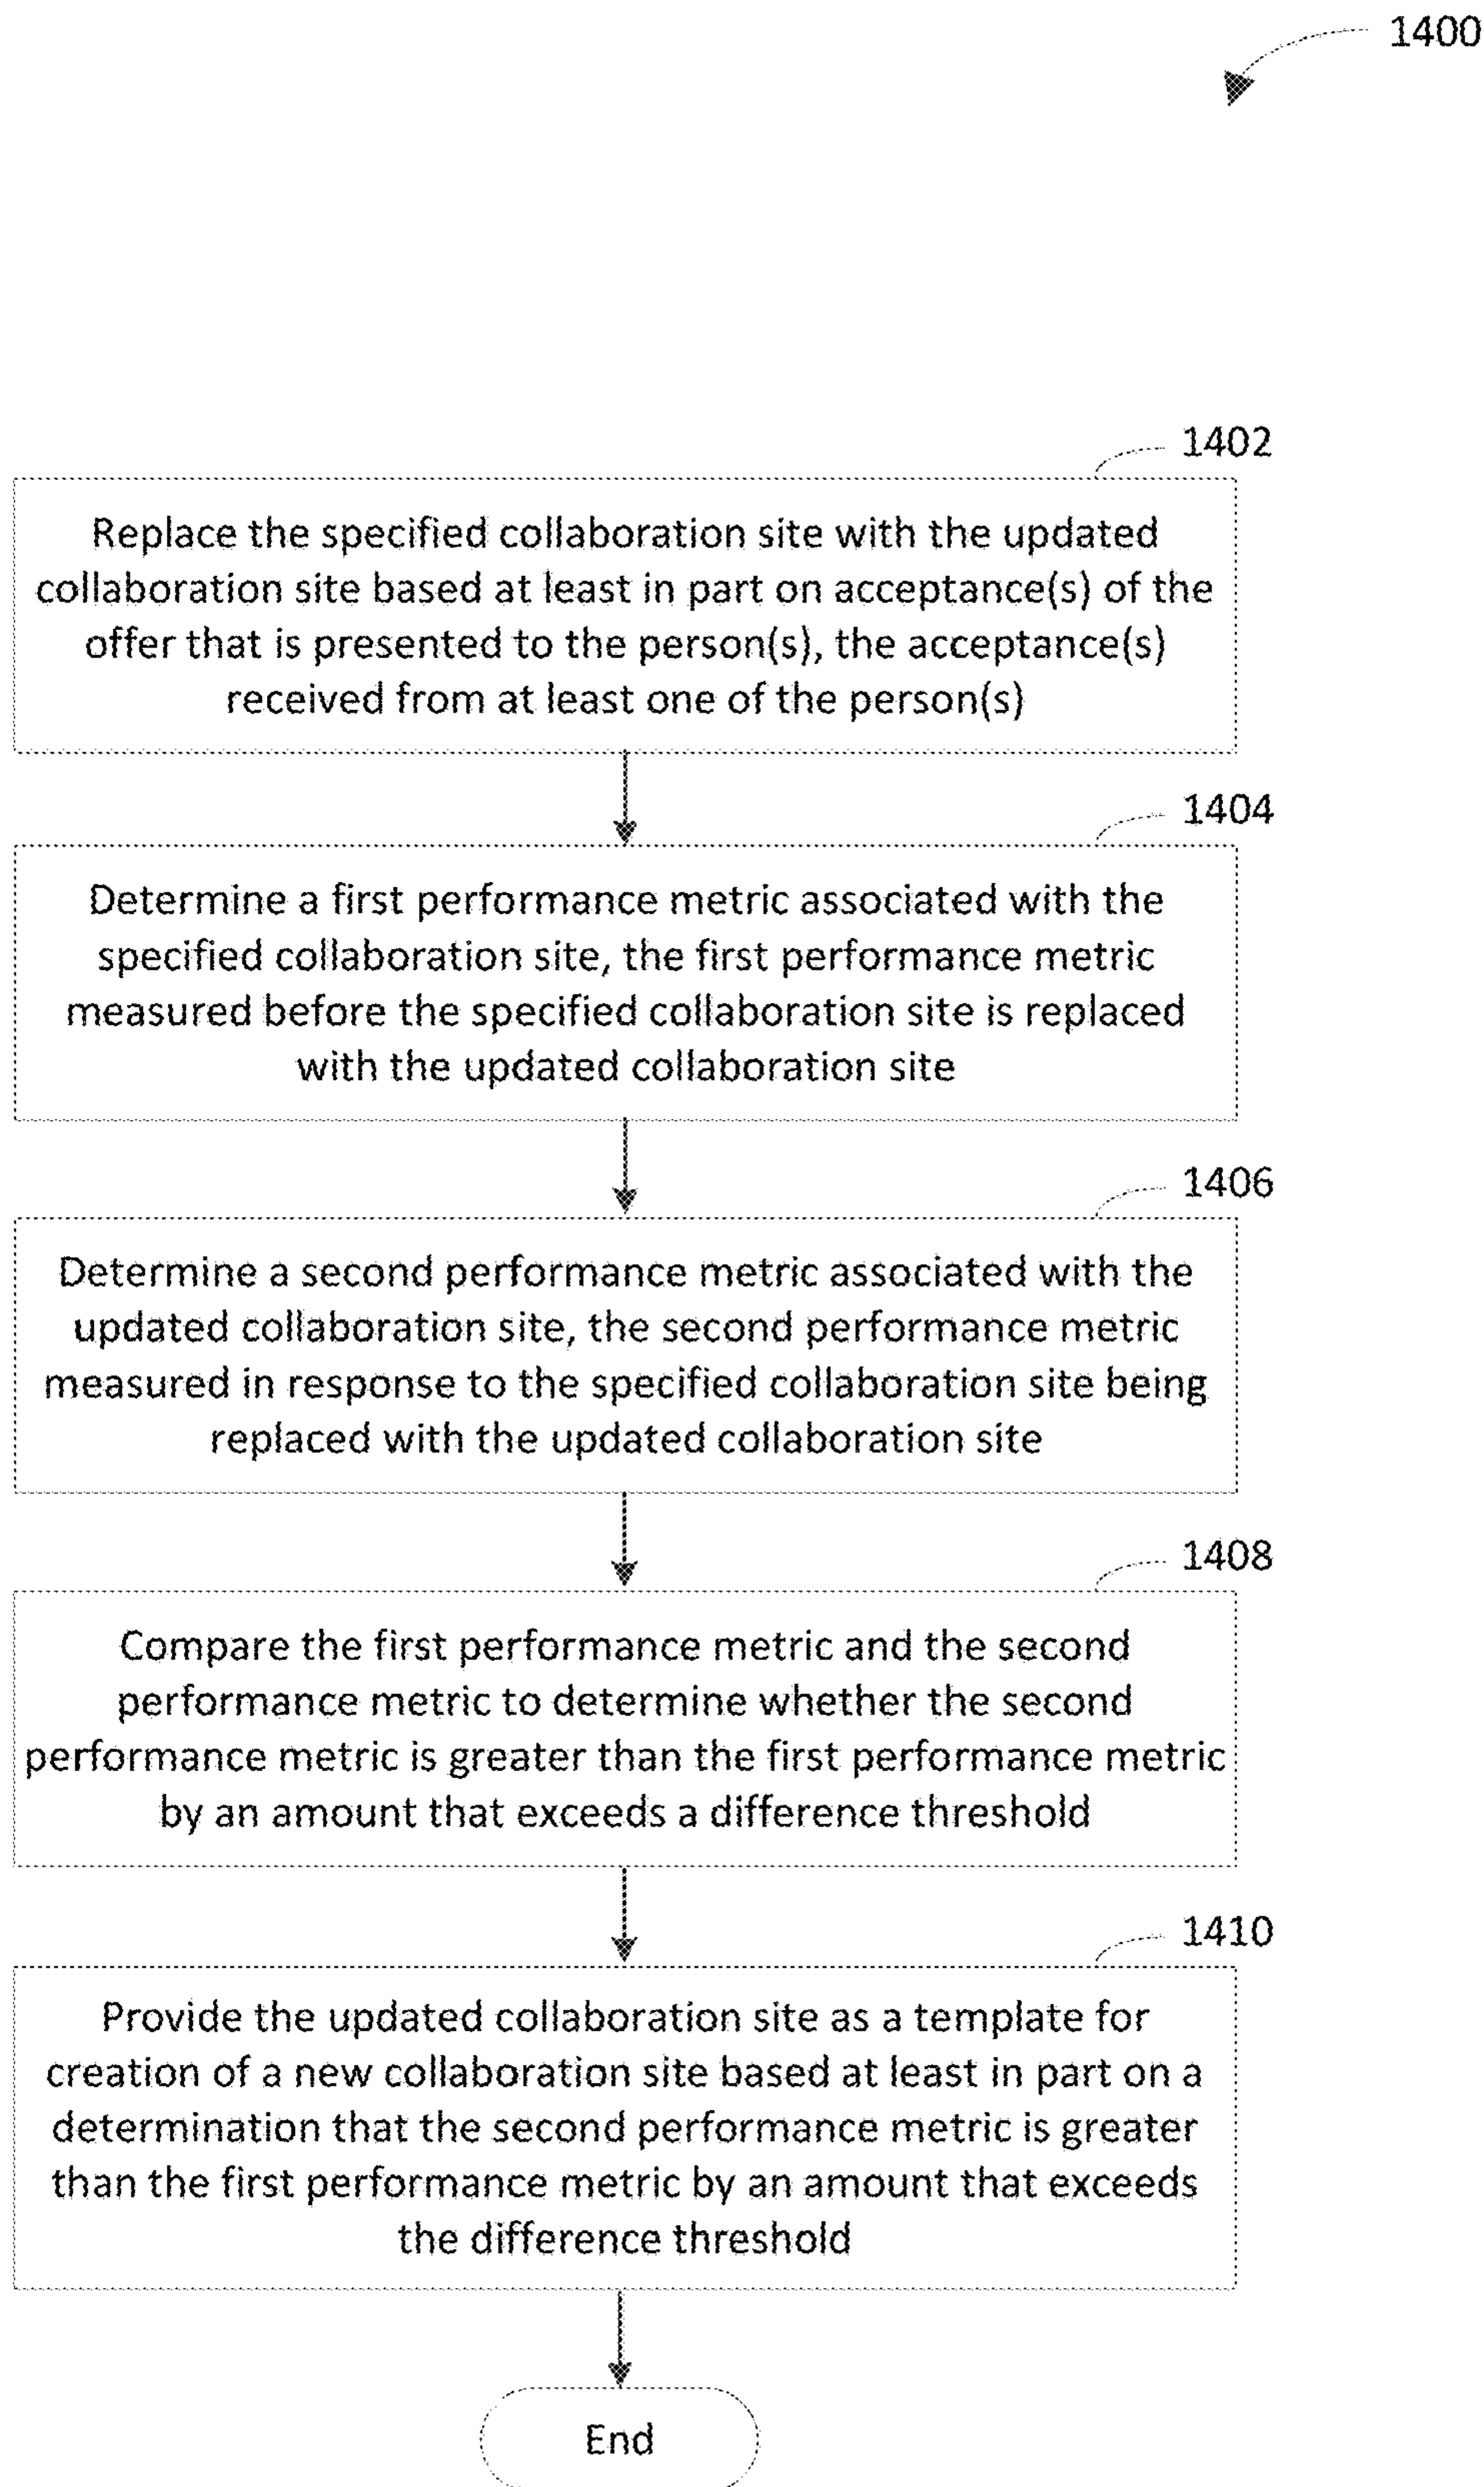 1400
1402
Replace the specified collaboration site with the updated
collaboration site based at least in part on acceptance(s) of the
offer that is presented to the person(s), the acceptance(s)
received from at least one of the person(s)
1404
Determine a first performance metric associated with the
specified collaboration site, the first performance metric
measured before the specified collaboration site is replaced
with the updated collaboration site
1406
Determine a second performance metric associated with the
updated collaboration site, the second performance metric
measured in response to the specified collaboration site being
replaced with the updated collaboration site
1408
Compare the first performance metric and the second
performance metric to determine whether the second
performance metric is greater than the first performance metric
by an amount that exceeds a difference threshold
1410
Provide the updated collaboration site as a template for
creation of a new collaboration site based at least in part on a
determination that the second performance metric is greater
than the first performance metric by an amount that exceeds
the difference threshold
End